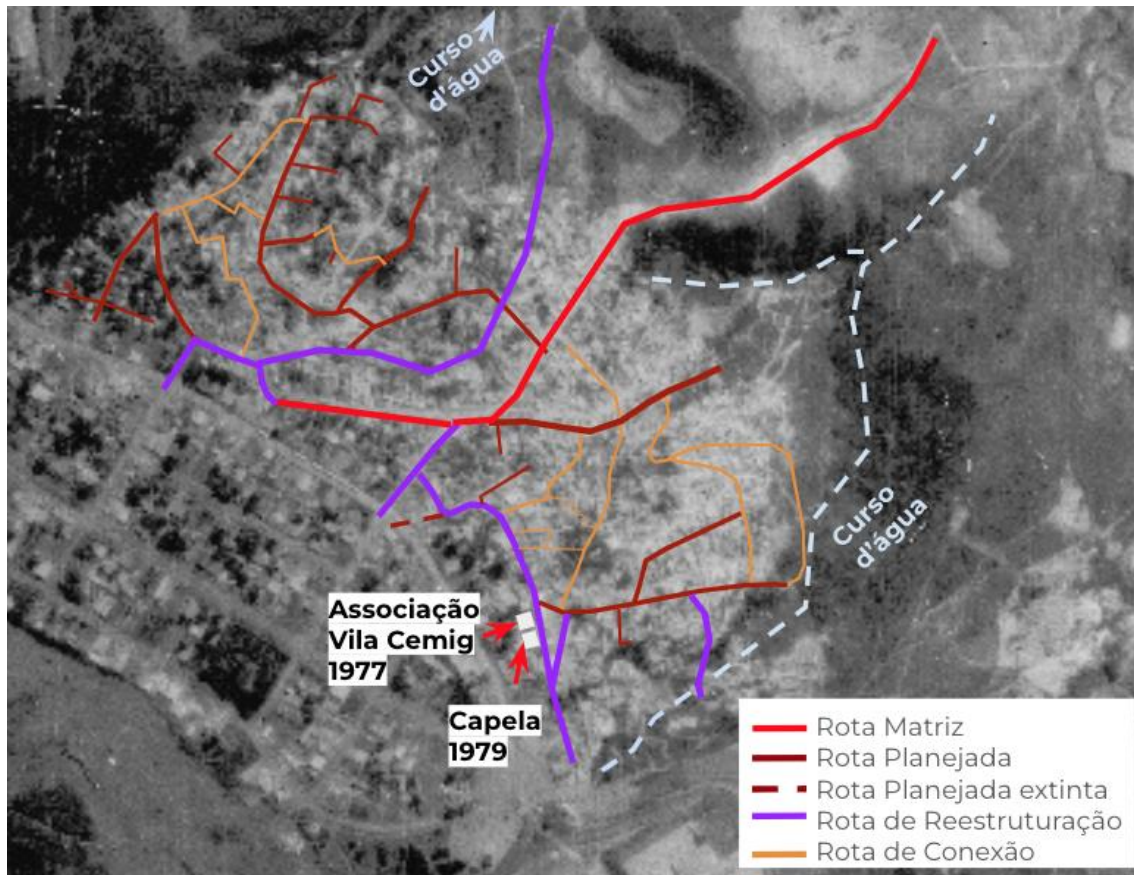 Curso
d'água
Curso
d'água
Associação
Vila Cemig
1977
Capela
1979
Rota Matriz
Rota Planejada
Rota Planejada extinta
Rota de Reestruturação
Rota de Conexão